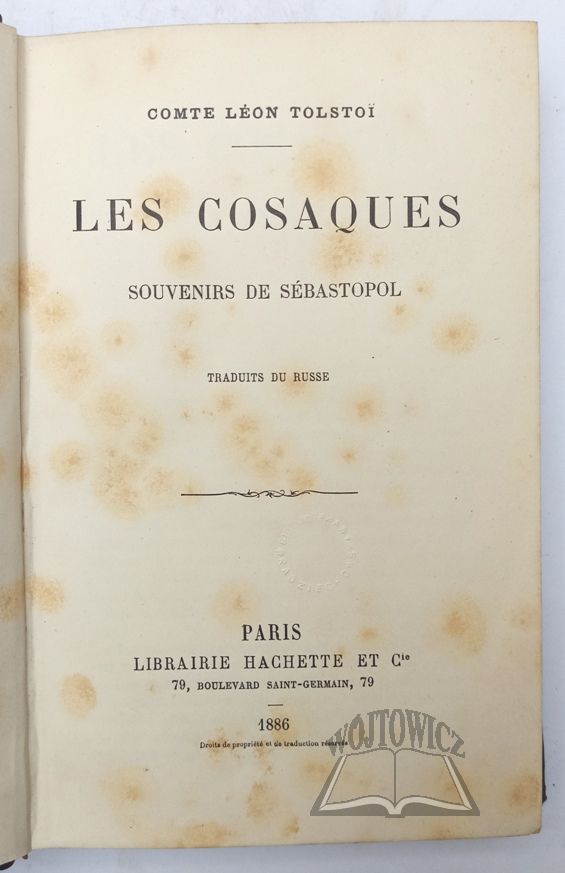 COMTE LÉON TOLSTOÏ
LES COSAQUES
SOUVENIRS DE SÉBASTOPOL
TRADUITS DU RUSSE
PARIS
LIBRAIRIE HACHETTE ET Cie
79, BOULEVARD SAINT-GERMAIN, 79
1886
Droits de propriété et de traduction réservés
WÓJTOWICZ